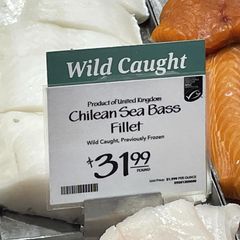 Wild Caught
Product of United Kingdom
Chilean Sea Bass
Fillet
Wild Caught, Previously Frozen
$31.99
POUND